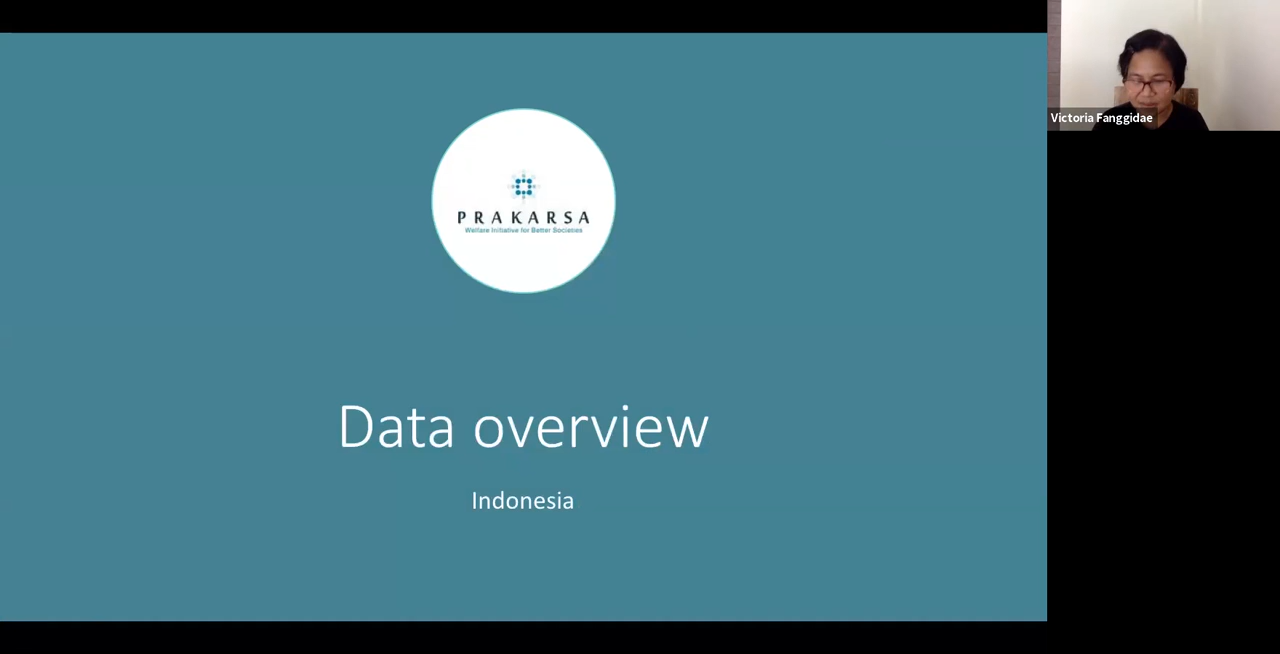 PRAKARSA
Welfare Initiative for Better Societies
Data overview
Indonesia
Victoria Fanggidae